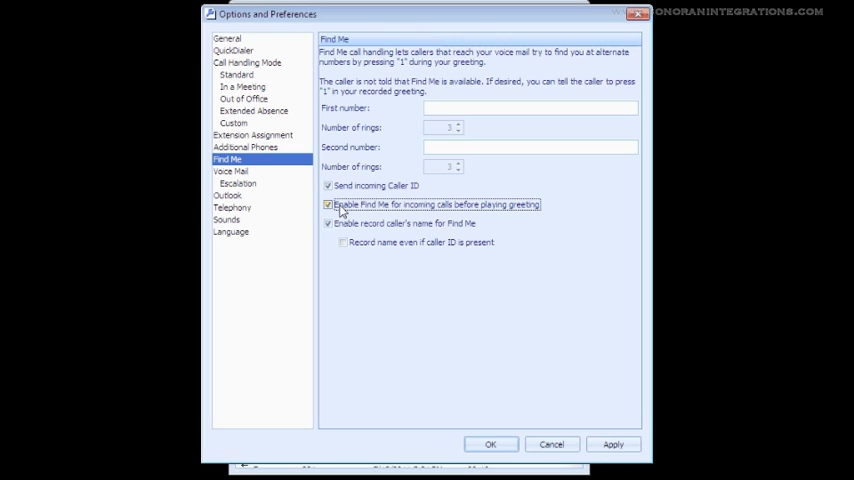 Options and Preferences
ONORANINTEGRATIONS.COM
General
QuickDialer
Call Handling Mode
Standard
In a Meeting
Out of Office
Extended Absence
Custom
Extension Assignment
Additional Phones
Find Me
Voice Mail
Escalation
Outlook
Telephony
Sounds
Language
Find Me
Find Me call handling lets callers that reach your voice mail try to find you at alternate
numbers by pressing "1" during your greeting.
The caller is not told that Find Me is available. If desired, you can tell the caller to press
"1" in your recorded greeting.
First number:
Number of rings: 3
Second number:
Number of rings: 3
Send incoming Caller ID
Enable Find Me for incoming calls before playing greeting
Enable record caller's name for Find Me
Record name even if caller ID is present
OK Cancel Apply